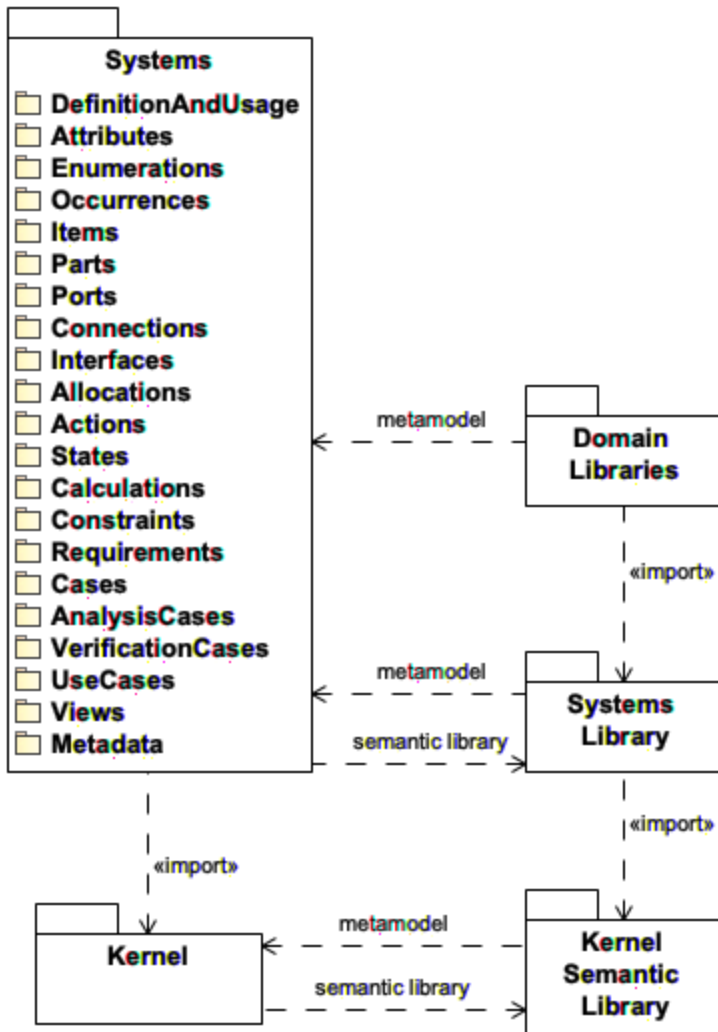 Systems
DefinitionAndUsage
Attributes
Enumerations
Occurrences
Items
Parts
Ports
Connections
Interfaces
Allocations
Actions
States
Calculations
Constraints
Requirements
Cases
AnalysisCases
VerificationCases
UseCases
Views
Metadata
metamodel
Domain
Libraries
«import»
metamodel
semantic library
Systems
Library
«import»
«import»
Kernel
metamodel
semantic library
Kernel
Semantic
Library